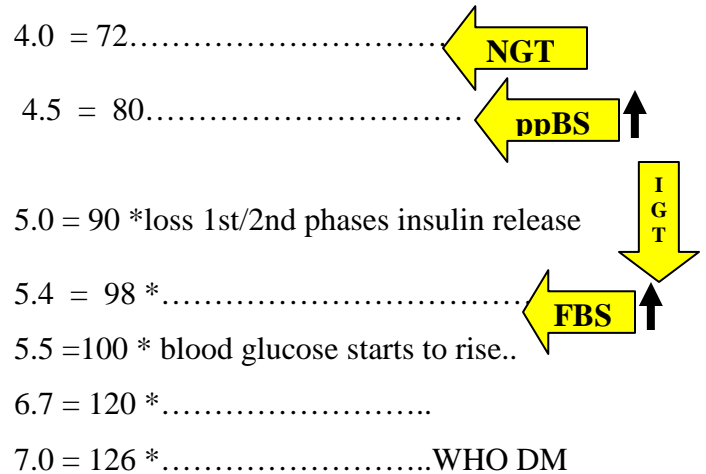 4.0 = 72…………………………. NGT
4.5 = 80………………………… ppBS
I
G
T
5.0 = 90 *loss 1st/2nd phases insulin release
5.4 = 98 *……………………………. FBS
5.5 =100 * blood glucose starts to rise..
6.7 = 120 *……………………..
7.0 = 126 *……………………..WHO DM